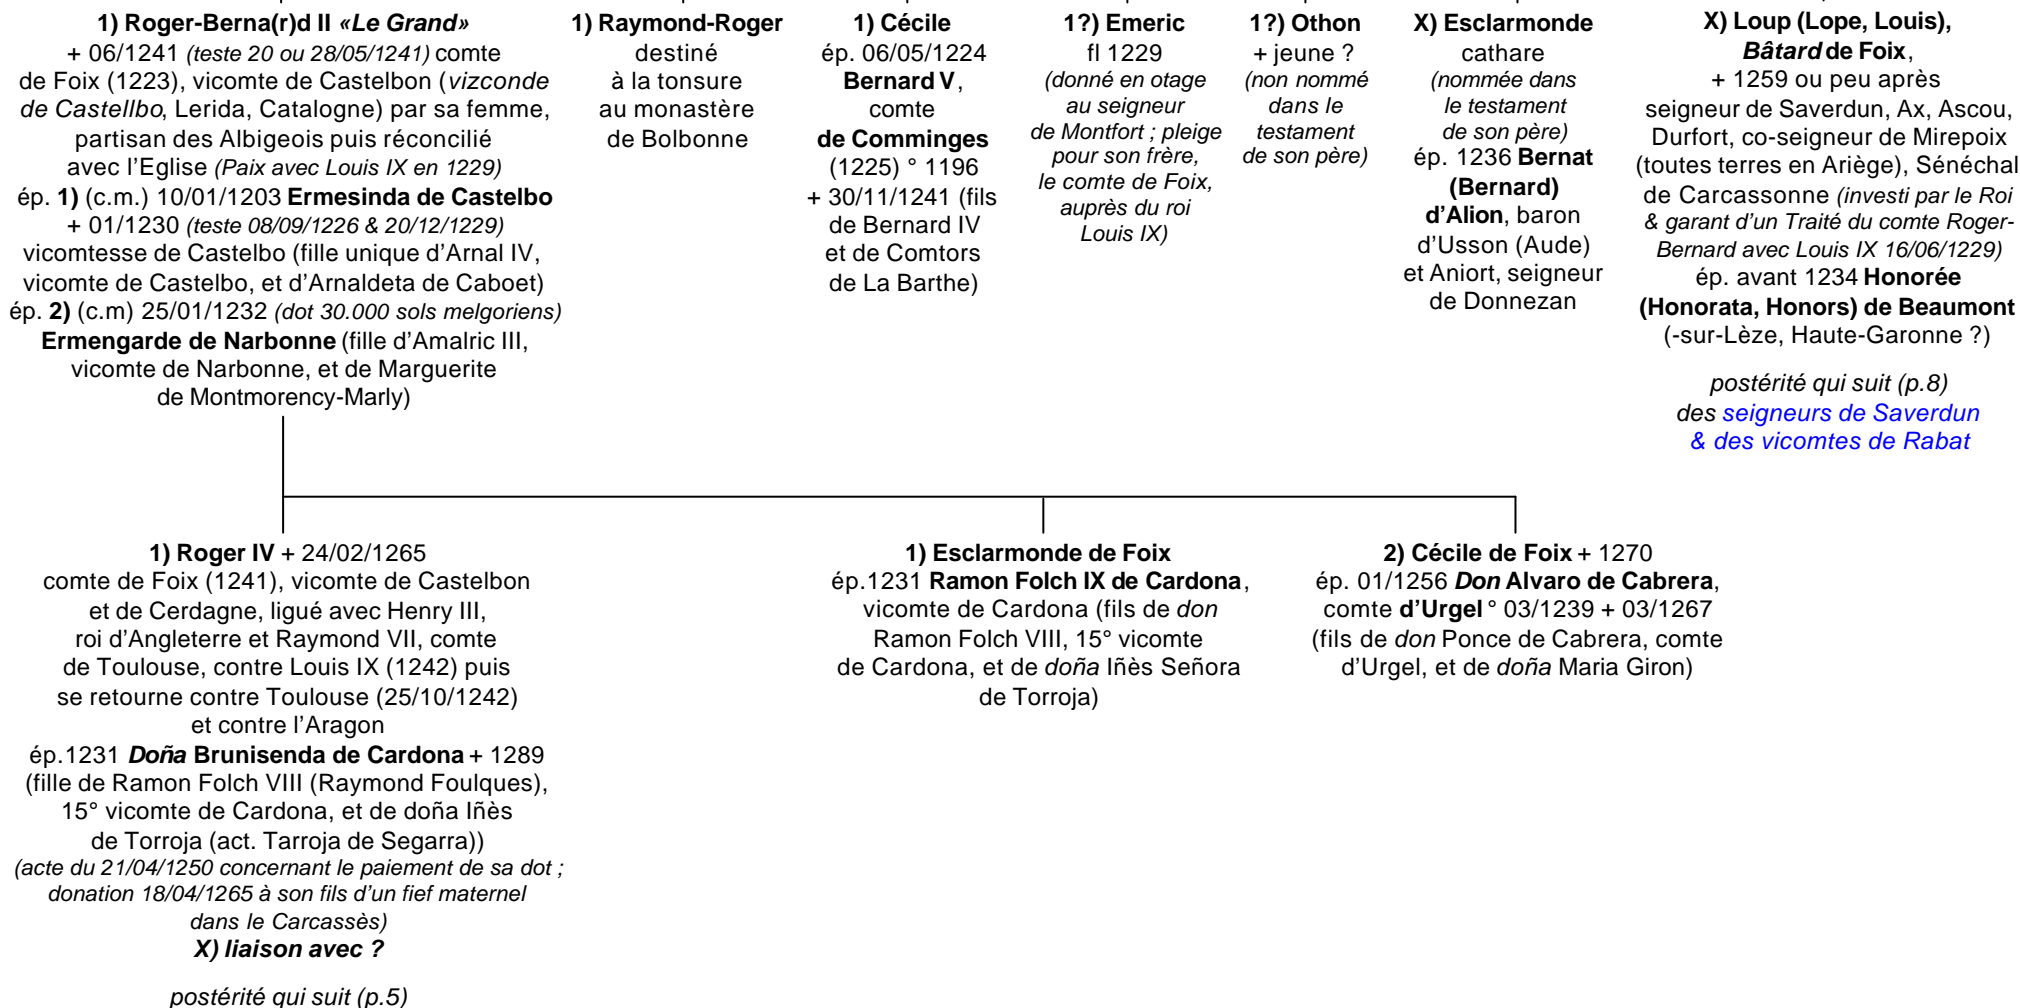 1) Roger-Berna(r)d II «Le Grand»
+ 06/1241 (teste 20 ou 28/05/1241) comte
de Foix (1223), vicomte de Castelbon (vizconde
de Castellbo, Lerida, Catalogne) par sa femme,
partisan des Albigeois puis réconcilié
avec l'Eglise (Paix avec Louis IX en 1229)
ép. 1) (c.m.) 10/01/1203 Ermesinda de Castelbo
+ 01/1230 (teste 08/09/1226 & 20/12/1229)
vicomtesse de Castelbo (fille unique d'Arnal IV,
vicomte de Castelbo, et d'Arnaldeta de Caboet)
ép. 2) (c.m) 25/01/1232 (dot 30.000 sols melgoriens)
Ermengarde de Narbonne (fille d'Amalric III,
vicomte de Narbonne, et de Marguerite
de Montmorency-Marly)
1) Raymond-Roger
destiné
à la tonsure
au monastère
de Bolbonne
1) Cécile
ép. 06/05/1224
Bernard V,
comte
de Comminges
(1225) ° 1196
+ 30/11/1241 (fils
de Bernard IV
et de Comtors
de La Barthe)
1?) Emeric
fl 1229
(donné en otage
au seigneur
de Montfort ; pleige
pour son frère,
le comte de Foix,
auprès du roi
Louis IX)
1?) Othon
+ jeune ?
(non nommé
dans le
testament
de son père)
X) Esclarmonde
cathare
(nommée dans
le testament
de son père)
ép. 1236 Bernat
(Bernard)
d'Alion, baron
d'Usson (Aude)
et Aniort, seigneur
de Donnezan
X) Loup (Lope, Louis),
Bâtard de Foix,
+ 1259 ou peu après
seigneur de Saverdun, Ax, Ascou,
Durfort, co-seigneur de Mirepoix
(toutes terres en Ariège), Sénéchal
de Carcassonne (investi par le Roi
& garant d'un Traité du comte Roger-
Bernard avec Louis IX 16/06/1229)
ép. avant 1234 Honorée
(Honorata, Honors) de Beaumont
(-sur-Lèze, Haute-Garonne ?)
postérité qui suit (p.8)
des seigneurs de Saverdun
& des vicomtes de Rabat
1) Roger IV + 24/02/1265
comte de Foix (1241), vicomte de Castelbon
et de Cerdagne, ligué avec Henry III,
roi d'Angleterre et Raymond VII, comte
de Toulouse, contre Louis IX (1242) puis
se retourne contre Toulouse (25/10/1242)
et contre l'Aragon
ép.1231 Doña Brunisenda de Cardona + 1289
(fille de Ramon Folch VIII (Raymond Foulques),
15° vicomte de Cardona, et de doña Iñès
de Torroja (act. Tarroja de Segarra))
(acte du 21/04/1250 concernant le paiement de sa dot ;
donation 18/04/1265 à son fils d'un fief maternel
dans le Carcassès)
X) liaison avec ?
postérité qui suit (p.5)
1) Esclarmonde de Foix
ép.1231 Ramon Folch IX de Cardona,
vicomte de Cardona (fils de don
Ramon Folch VIII, 15° vicomte
de Cardona, et de doña Iñès Señora
de Torroja)
2) Cécile de Foix + 1270
ép. 01/1256 Don Alvaro de Cabrera,
comte d'Urgel ° 03/1239 + 03/1267
(fils de don Ponce de Cabrera, comte
d'Urgel, et de doña Maria Giron)